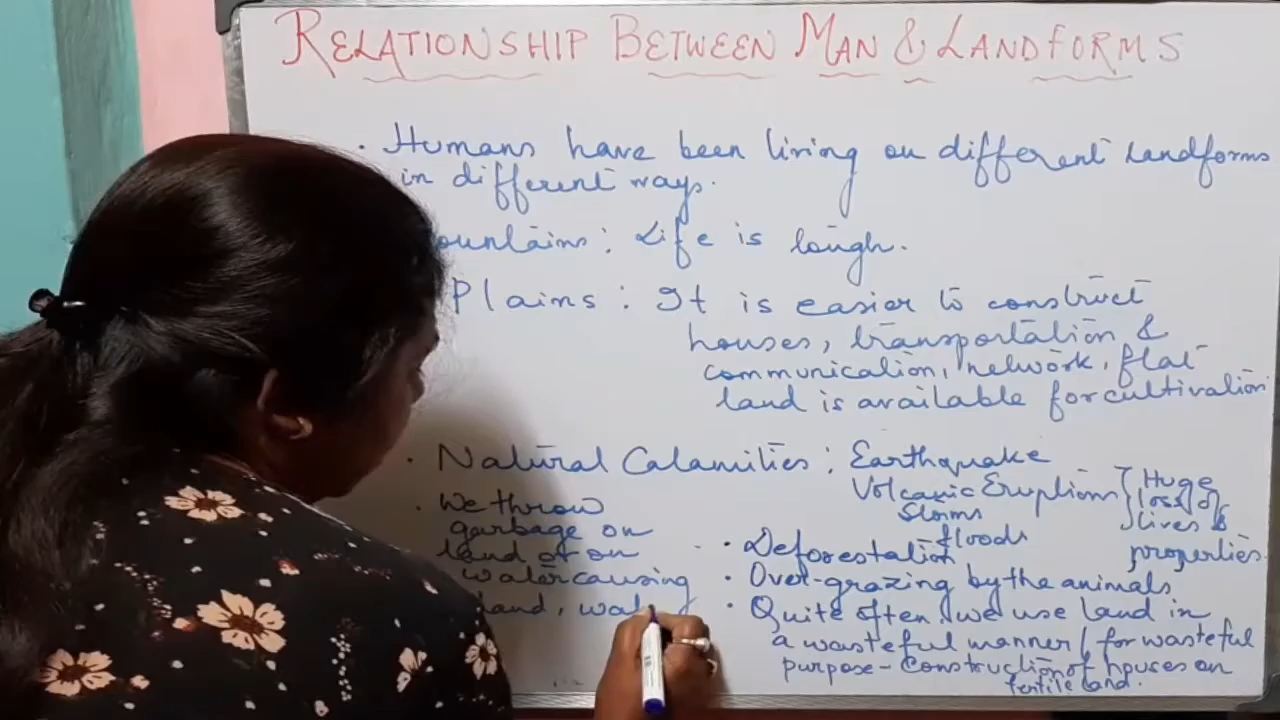 RELATIONSHIP BETWEEN MAN & LANDFORMS
• Humans have been living on different Landforms
in different ways.
ountains: Life is tough.
Plains: It is easier to construct
houses, transportation &
communication, network, flat
land is available for cultivation
• Natural Calamities: Earthquake
Volcanic Eruptions
Storms
floods
Huge
loss of
lives &
properties.
• We throw
garbage on
land or on
water causing
land, wat
• Deforestation
• Over-grazing by the animals
• Quite often, we use land in
a wasteful manner / for wasteful
purpose - Construction of houses on
fertile land.